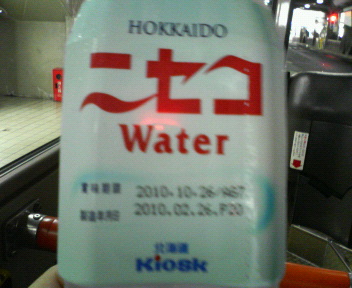 HOKKAIDO
ニセコ
Water
賞味期限 2010.10.26/S67
製造年月日 2010.02.26.P20
北海道
Kiosk